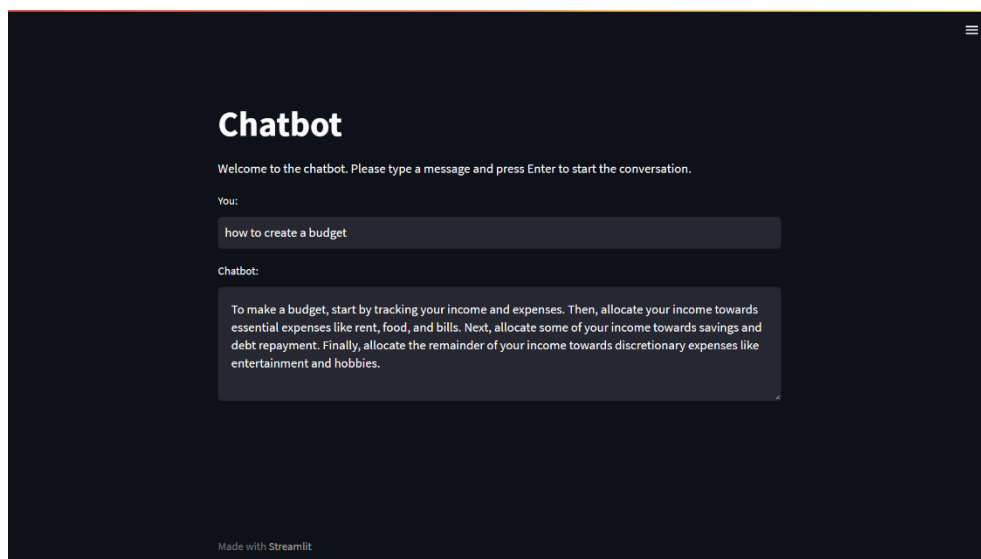 Chatbot
Welcome to the chatbot. Please type a message and press Enter to start the conversation.
You:
how to create a budget
Chatbot:
To make a budget, start by tracking your income and expenses. Then, allocate your income towards
essential expenses like rent, food, and bills. Next, allocate some of your income towards savings and
debt repayment. Finally, allocate the remainder of your income towards discretionary expenses like
entertainment and hobbies.
Made with Streamlit